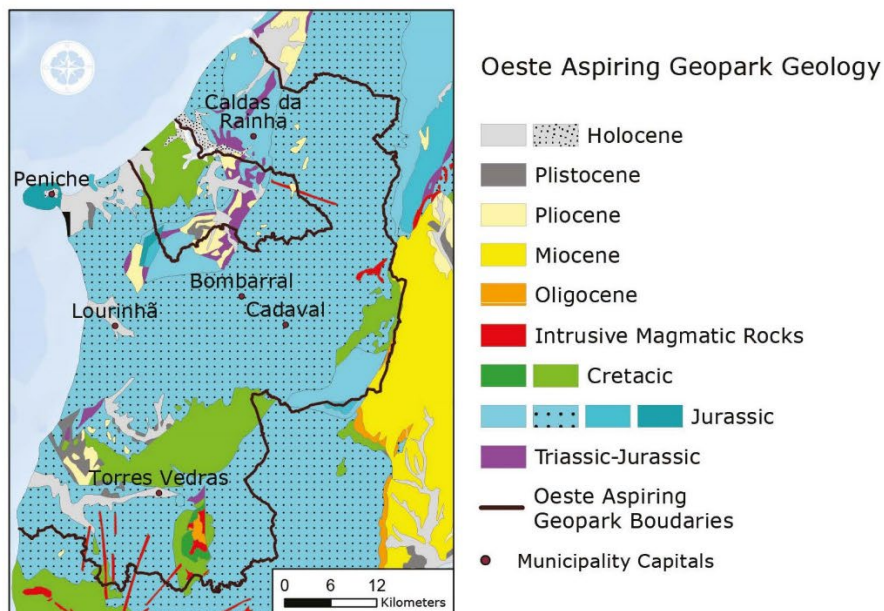 Caldas da
Rainha
Peniche
Bombarral
Cadaval
Lourinhã
Torres Vedras
0 6 12
Kilometers
Oeste Aspiring Geopark Geology
Holocene
Plistocene
Pliocene
Miocene
Oligocene
Intrusive Magmatic Rocks
Cretacic
Jurassic
Triassic-Jurassic
Oeste Aspiring
Geopark Boudaries
Municipality Capitals